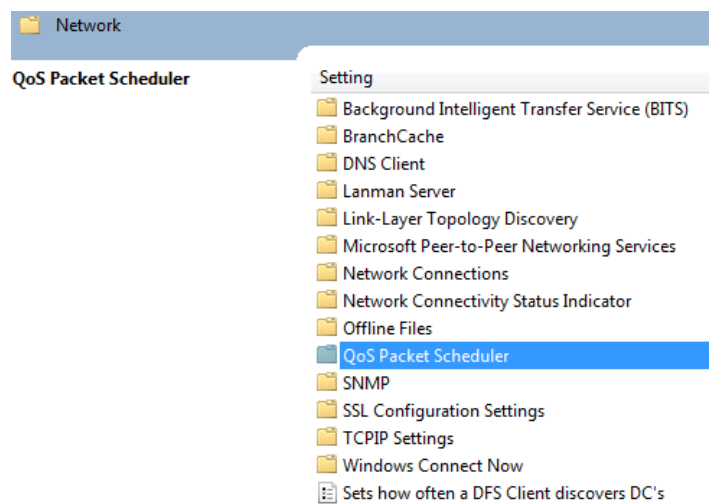 Network
QoS Packet Scheduler
Setting
Background Intelligent Transfer Service (BITS)
BranchCache
DNS Client
Lanman Server
Link-Layer Topology Discovery
Microsoft Peer-to-Peer Networking Services
Network Connections
Network Connectivity Status Indicator
Offline Files
QoS Packet Scheduler
SNMP
SSL Configuration Settings
TCPIP Settings
Windows Connect Now
Sets how often a DFS Client discovers DC's